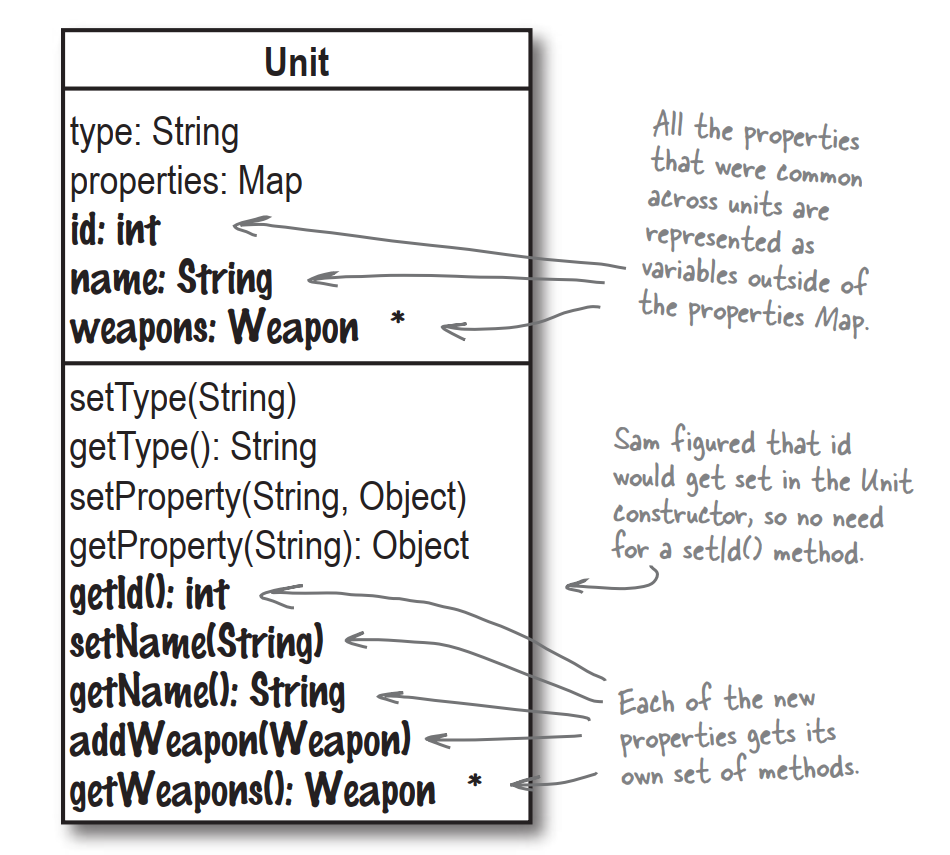 Unit
type: String
properties: Map
id: int
name: String
weapons: Weapon *
setType(String)
getType(): String
setProperty(String, Object)
getProperty(String): Object
getId(): int
setName(String)
getName(): String
addWeapon(Weapon)
getWeapons(): Weapon *
All the properties
that were common
across units are
represented as
variables outside of
the properties Map.
Sam figured that id
would get set in the Unit
constructor, so no need
for a setId() method.
Each of the new
properties gets its
own set of methods.